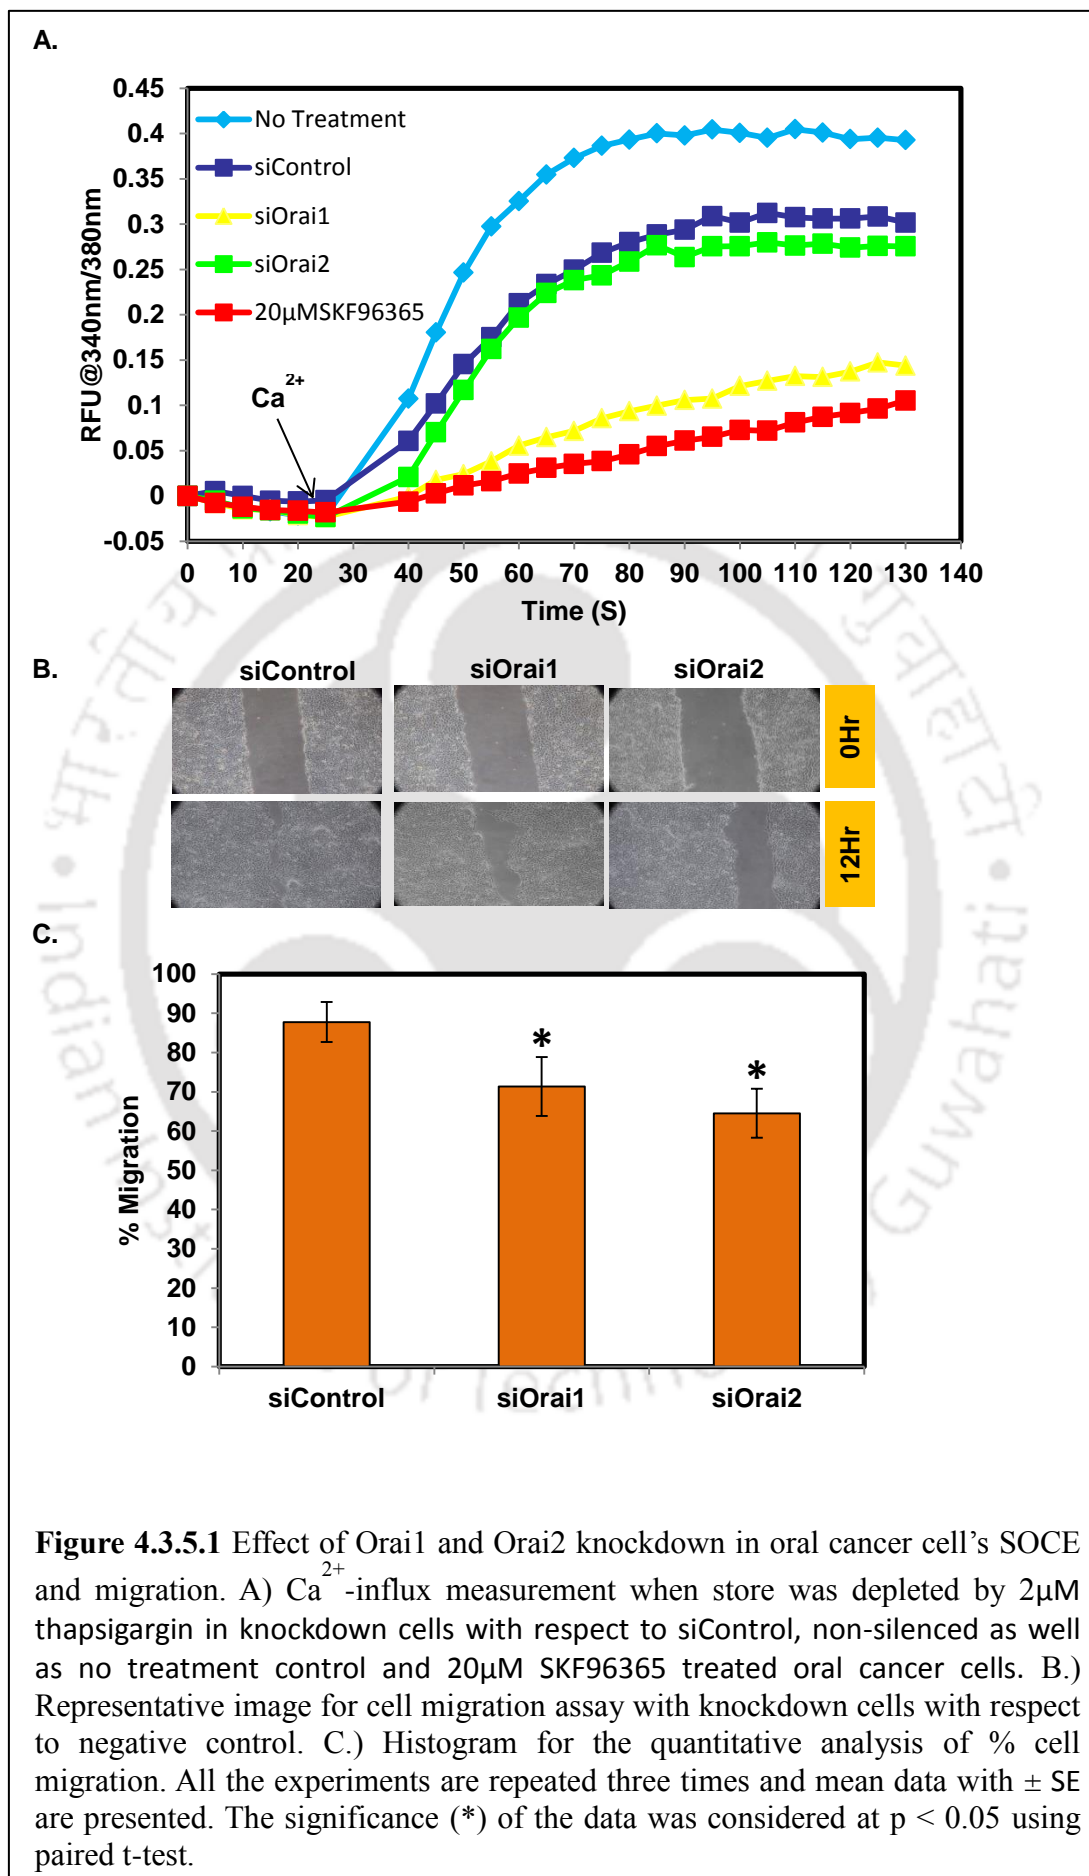 A.
0.45
0.4
0.35
0.3
0.25
0.2
0.15
0.1
0.05
0
-0.05
RFU@340nm/380nm
No Treatment
siControl
siOrai1
siOrai2
20µMSKF96365
Ca2+
0 10 20 30 40 50 60 70 80 90 100 110 120 130 140
Time (S)
B.
siControl siOrai1 siOrai2
0Hr
12Hr
C.
100
90
80
70
60
50
40
30
20
10
0
% Migration
*
*
siControl siOrai1 siOrai2
Guwahati
Indian
Figure 4.3.5.1 Effect of Orai1 and Orai2 knockdown in oral cancer cell’s SOCE
and migration. A) Ca2+-influx measurement when store was depleted by 2µM
thapsigargin in knockdown cells with respect to siControl, non-silenced as well
as no treatment control and 20µM SKF96365 treated oral cancer cells. B.)
Representative image for cell migration assay with knockdown cells with respect
to negative control. C.) Histogram for the quantitative analysis of % cell
migration. All the experiments are repeated three times and mean data with ± SE
are presented. The significance (*) of the data was considered at p < 0.05 using
paired t-test.